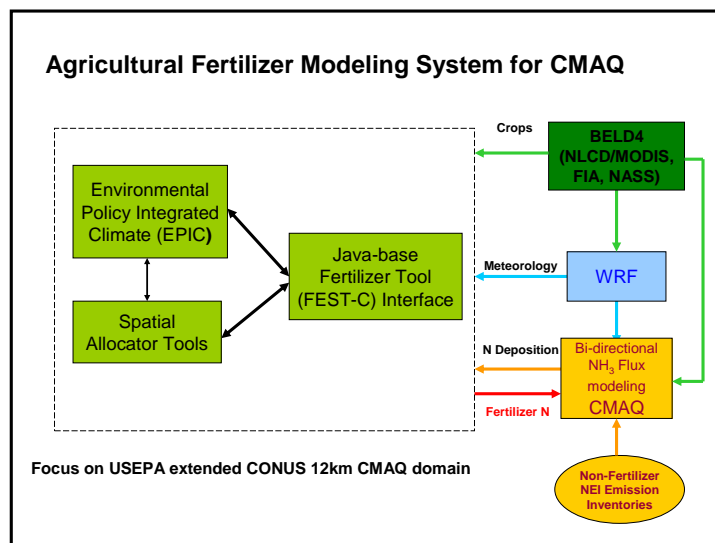 Agricultural Fertilizer Modeling System for CMAQ
Crops
BELD4
(NLCD/MODIS,
FIA, NASS)
Environmental
Policy Integrated
Climate (EPIC)
Java-base
Fertilizer Tool
(FEST-C) Interface
Spatial
Allocator Tools
Meteorology
WRF
N Deposition
Bi-directional
NH₃ Flux
modeling
CMAQ
Fertilizer N
Focus on USEPA extended CONUS 12km CMAQ domain
Non-Fertilizer
NEI Emission
Inventories